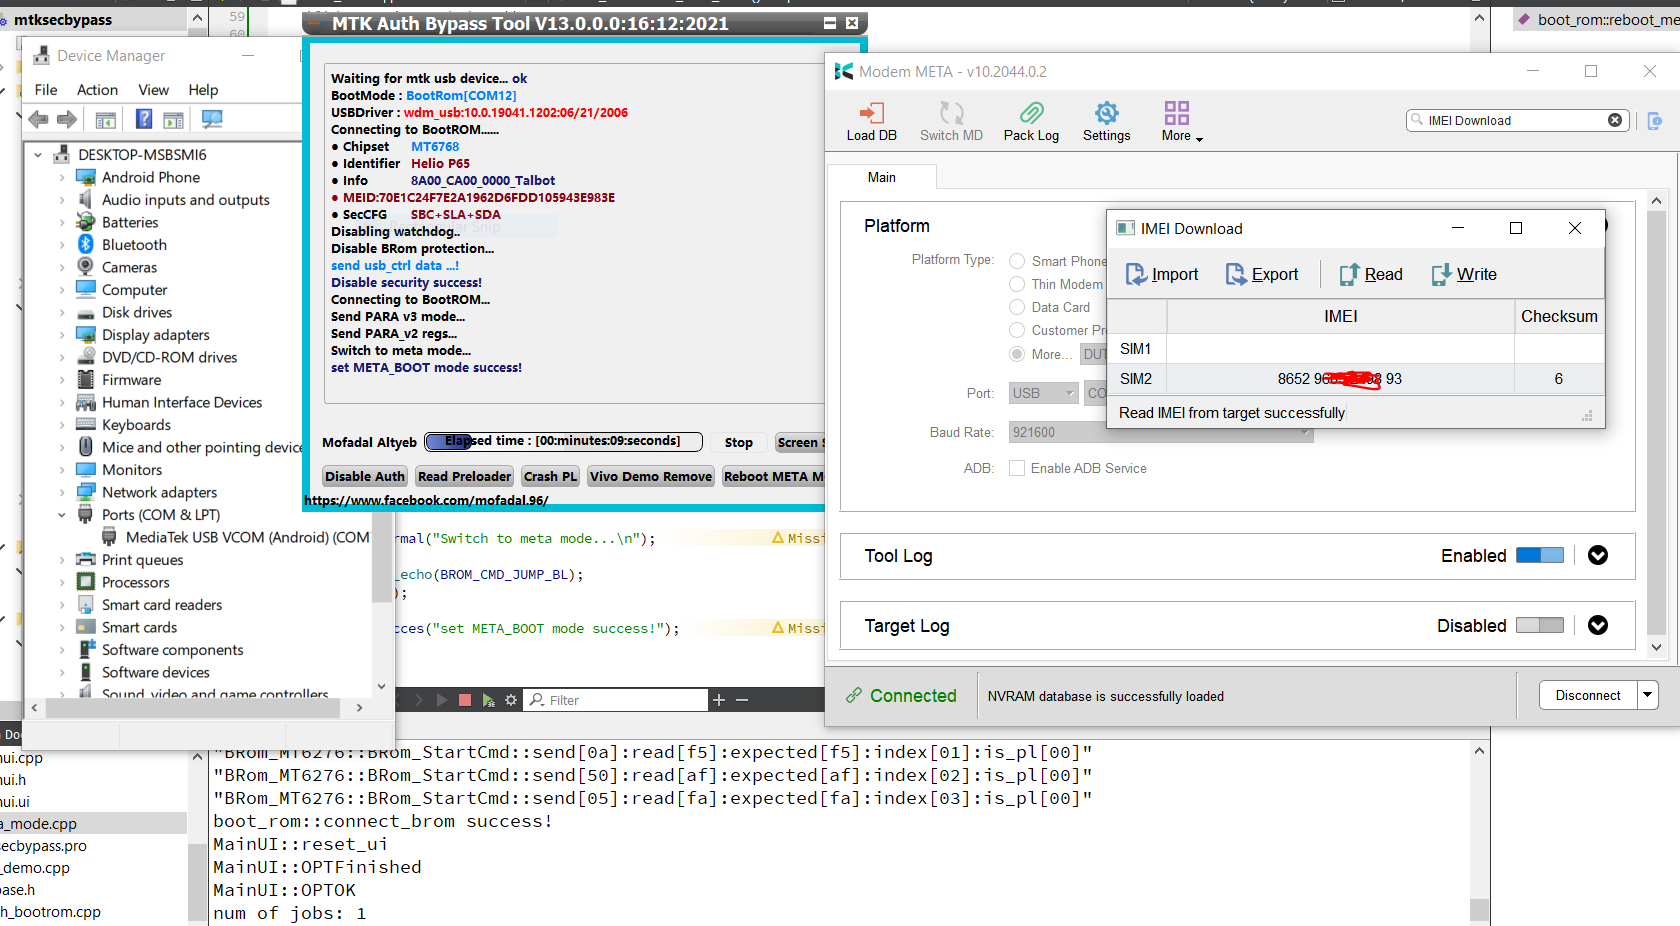 mtksecbypass
59
boot_rom::reboot_me
Device Manager
File Action View Help
DESKTOP-MSBSMI6
Android Phone
Audio inputs and outputs
Batteries
Bluetooth
Cameras
Computer
Disk drives
Display adapters
DVD/CD-ROM drives
Firmware
Human Interface Devices
Keyboards
Mice and other pointing device
Monitors
Network adapters
Ports (COM & LPT)
MediaTek USB VCOM (Android) (COM
Print queues
Processors
Smart card readers
Smart cards
Software components
Software devices
Sound, video and game controllers
MTK Auth Bypass Tool V13.0.0.0:16:12:2021
Waiting for mtk usb device... ok
BootMode : BootRom[COM12]
USBDriver : wdm_usb:10.0.19041.1202:06/21/2006
Connecting to BootROM......
● Chipset MT6768
● Identifier Helio P65
● Info 8A00_CA00_0000_Talbot
● MEID:70E1C24F7E2A1962D6FDD105943E983E
● SecCFG SBC+SLA+SDA
Disabling watchdog..
Disable BRom protection...
send usb_ctrl data ...!
Disable security success!
Connecting to BootROM...
Send PARA v3 mode...
Send PARA_v2 regs...
Switch to meta mode...
set META_BOOT mode success!
Mofadal Altyeb Elapsed time : [00:minutes:09:seconds] Stop Screen S
Disable Auth Read Preloader Crash PL Vivo Demo Remove Reboot META M
https://www.facebook.com/mofadal.96/
rmal("Switch to meta mode...\n"); Missi
_echo(BROM_CMD_JUMP_BL);
);
cces("set META_BOOT mode success!"); Missi
Filter
Modem META - v10.2044.0.2
Load DB Switch MD Pack Log Settings More
IMEI Download
Main
Platform
Platform Type: Smart Phone
Thin Modem
Data Card
Customer Pr
More... DUT
Port: USB CO
Baud Rate: 921600
ADB: Enable ADB Service
IMEI Download
Import Export Read Write
IMEI Checksum
SIM1
SIM2 8652 96 93 6
Read IMEI from target successfully
Tool Log Enabled
Target Log Disabled
Connected NVRAM database is successfully loaded Disconnect
Do
nui.cpp
nui.h
nui.ui
a_mode.cpp
secbypass.pro
_demo.cpp
base.h
h_bootrom.cpp
"BRom_MT6276::BRom_StartCmd::send[0a]:read[f5]:expected[f5]:index[01]:is_pl[00]"
"BRom_MT6276::BRom_StartCmd::send[50]:read[af]:expected[af]:index[02]:is_pl[00]"
"BRom_MT6276::BRom_StartCmd::send[05]:read[fa]:expected[fa]:index[03]:is_pl[00]"
boot_rom::connect_brom success!
MainUI::reset_ui
MainUI::OPTFinished
MainUI::OPTOK
num of jobs: 1